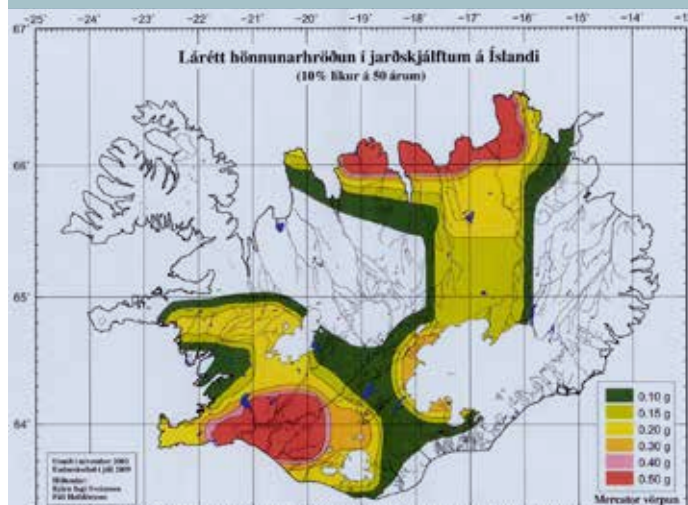 −25˚ −24˚ −23˚ −22˚ −21˚ −20˚ −19˚ −18˚ −17˚ −16˚ −15˚ −14˚ −13˚
67˚
Lárétt hönnunarhröðun í jarðskjálftum á Íslandi
(10% líkur á 50 árum)
66˚
65˚
64˚
0.10 g
0.15 g
0.20 g
0.30 g
0.40 g
0.50 g
Mercator vörpun